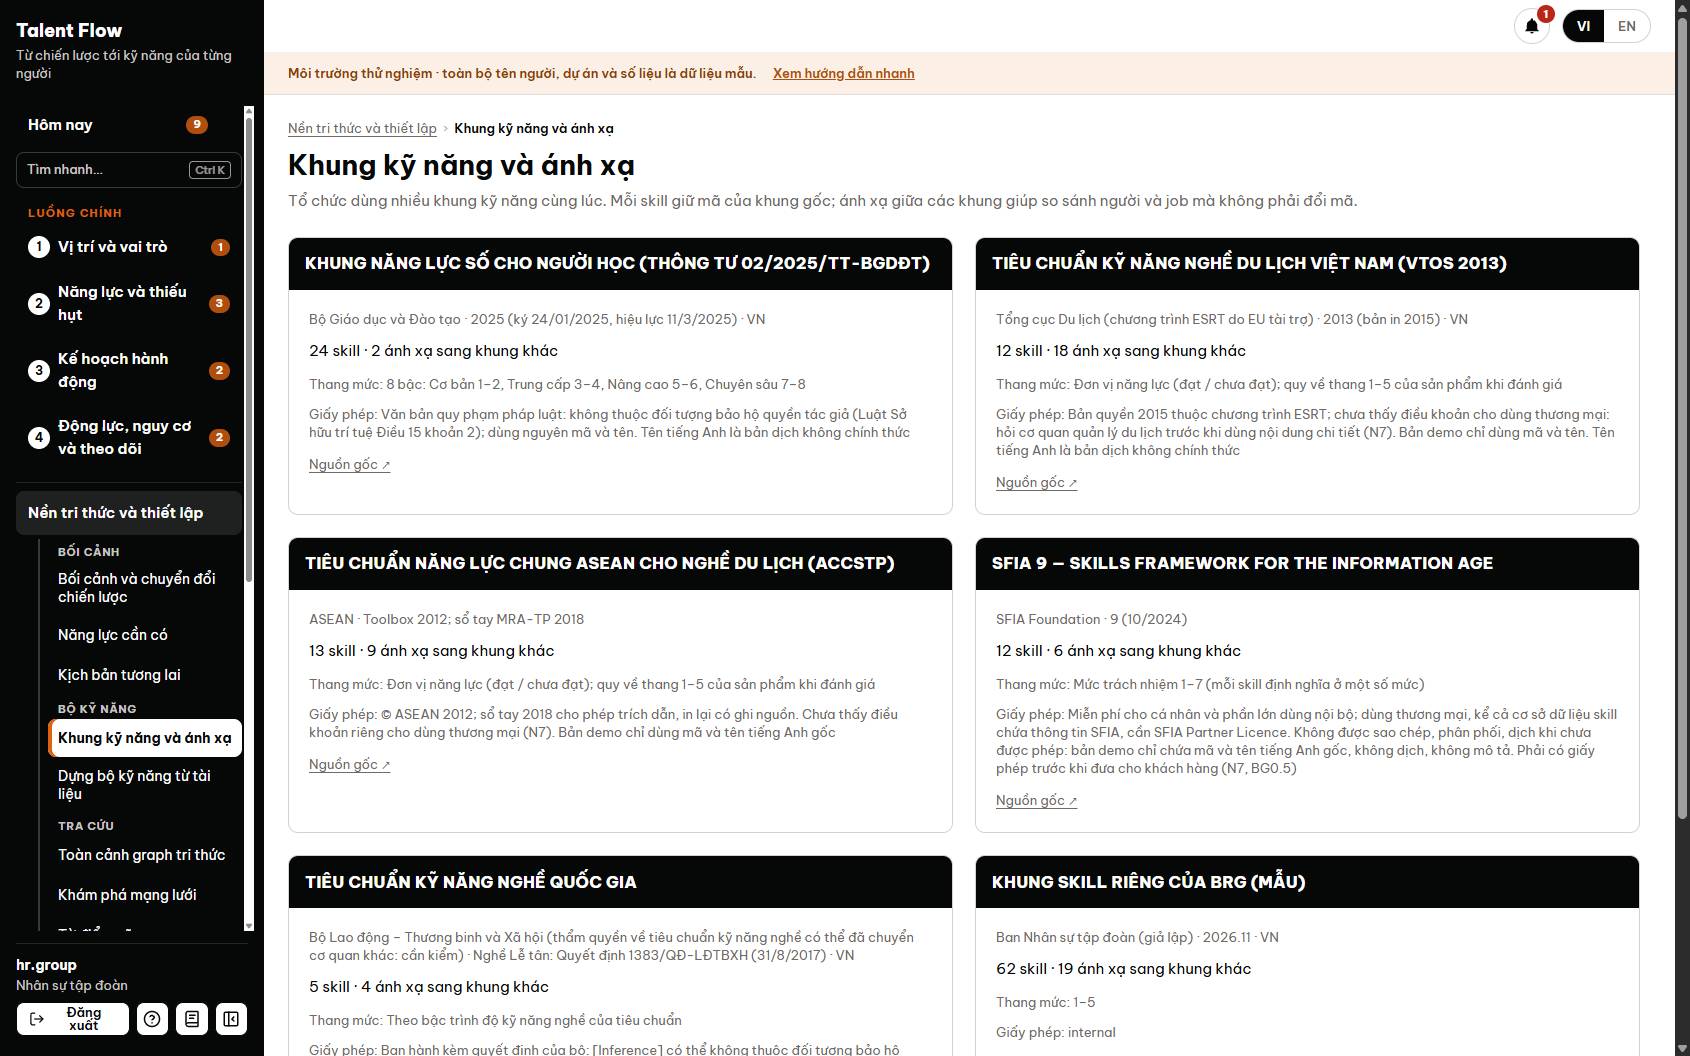 Talent Flow
Từ chiến lược tới kỹ năng của từng
người
Hôm nay
9
Tìm nhanh...
Ctrl K
LUỒNG CHÍNH
1
Vị trí và vai trò
1
2
Năng lực và thiếu
hụt
3
3
Kế hoạch hành
động
2
4
Động lực, nguy cơ
và theo dõi
2
Nền tri thức và thiết lập
BỐI CẢNH
Bối cảnh và chuyển đổi
chiến lược
Năng lực cần có
Kịch bản tương lai
BỘ KỸ NĂNG
Khung kỹ năng và ánh xạ
Dựng bộ kỹ năng từ tài
liệu
TRA CỨU
Toàn cảnh graph tri thức
Khám phá mạng lưới
hr.group
Nhân sự tập đoàn
Đăng
xuất
1
VI
EN
Môi trường thử nghiệm · toàn bộ tên người, dự án và số liệu là dữ liệu mẫu.
Xem hướng dẫn nhanh
Nền tri thức và thiết lập › Khung kỹ năng và ánh xạ
Khung kỹ năng và ánh xạ
Tổ chức dùng nhiều khung kỹ năng cùng lúc. Mỗi skill giữ mã của khung gốc; ánh xạ giữa các khung giúp so sánh người và job mà không phải đổi mã.
KHUNG NĂNG LỰC SỐ CHO NGƯỜI HỌC (THÔNG TƯ 02/2025/TT-BGDĐT)
Bộ Giáo dục và Đào tạo · 2025 (ký 24/01/2025, hiệu lực 11/3/2025) · VN
24 skill · 2 ánh xạ sang khung khác
Thang mức: 8 bậc: Cơ bản 1–2, Trung cấp 3–4, Nâng cao 5–6, Chuyên sâu 7–8
Giấy phép: Văn bản quy phạm pháp luật: không thuộc đối tượng bảo hộ quyền tác giả (Luật Sở
hữu trí tuệ Điều 15 khoản 2); dùng nguyên mã và tên. Tên tiếng Anh là bản dịch không chính thức
Nguồn gốc ↗
TIÊU CHUẨN KỸ NĂNG NGHỀ DU LỊCH VIỆT NAM (VTOS 2013)
Tổng cục Du lịch (chương trình ESRT do EU tài trợ) · 2013 (bản in 2015) · VN
12 skill · 18 ánh xạ sang khung khác
Thang mức: Đơn vị năng lực (đạt / chưa đạt); quy về thang 1–5 của sản phẩm khi đánh giá
Giấy phép: Bản quyền 2015 thuộc chương trình ESRT; chưa thấy điều khoản cho dùng thương mại:
hỏi cơ quan quản lý du lịch trước khi dùng nội dung chi tiết (N7). Bản demo chỉ dùng mã và tên. Tên
tiếng Anh là bản dịch không chính thức
Nguồn gốc ↗
TIÊU CHUẨN NĂNG LỰC CHUNG ASEAN CHO NGHỀ DU LỊCH (ACCSTP)
ASEAN · Toolbox 2012; sổ tay MRA-TP 2018
13 skill · 9 ánh xạ sang khung khác
Thang mức: Đơn vị năng lực (đạt / chưa đạt); quy về thang 1–5 của sản phẩm khi đánh giá
Giấy phép: © ASEAN 2012; sổ tay 2018 cho phép trích dẫn, in lại có ghi nguồn. Chưa thấy điều
khoản riêng cho dùng thương mại (N7). Bản demo chỉ dùng mã và tên tiếng Anh gốc
Nguồn gốc ↗
SFIA 9 — SKILLS FRAMEWORK FOR THE INFORMATION AGE
SFIA Foundation · 9 (10/2024)
12 skill · 6 ánh xạ sang khung khác
Thang mức: Mức trách nhiệm 1–7 (mỗi skill định nghĩa ở một số mức)
Giấy phép: Miễn phí cho cá nhân và phần lớn dùng nội bộ; dùng thương mại, kể cả cơ sở dữ liệu skill
chứa thông tin SFIA, cần SFIA Partner Licence. Không được sao chép, phân phối, dịch khi chưa
được phép: bản demo chỉ chứa mã và tên tiếng Anh gốc, không dịch, không mô tả. Phải có giấy
phép trước khi đưa cho khách hàng (N7, BG0.5)
Nguồn gốc ↗
TIÊU CHUẨN KỸ NĂNG NGHỀ QUỐC GIA
Bộ Lao động – Thương binh và Xã hội (thẩm quyền về tiêu chuẩn kỹ năng nghề có thể đã chuyển
cơ quan khác: cần kiểm) · Nghề Lễ tân: Quyết định 1383/QĐ-LĐTBXH (31/8/2017) · VN
5 skill · 4 ánh xạ sang khung khác
Thang mức: Theo bậc trình độ kỹ năng nghề của tiêu chuẩn
Giấy phép: Ban hành kèm quyết định của bộ; [Inference] có thể không thuộc đối tượng bảo hộ
KHUNG SKILL RIÊNG CỦA BRG (MẪU)
Ban Nhân sự tập đoàn (giả lập) · 2026.11 · VN
62 skill · 19 ánh xạ sang khung khác
Thang mức: 1–5
Giấy phép: internal